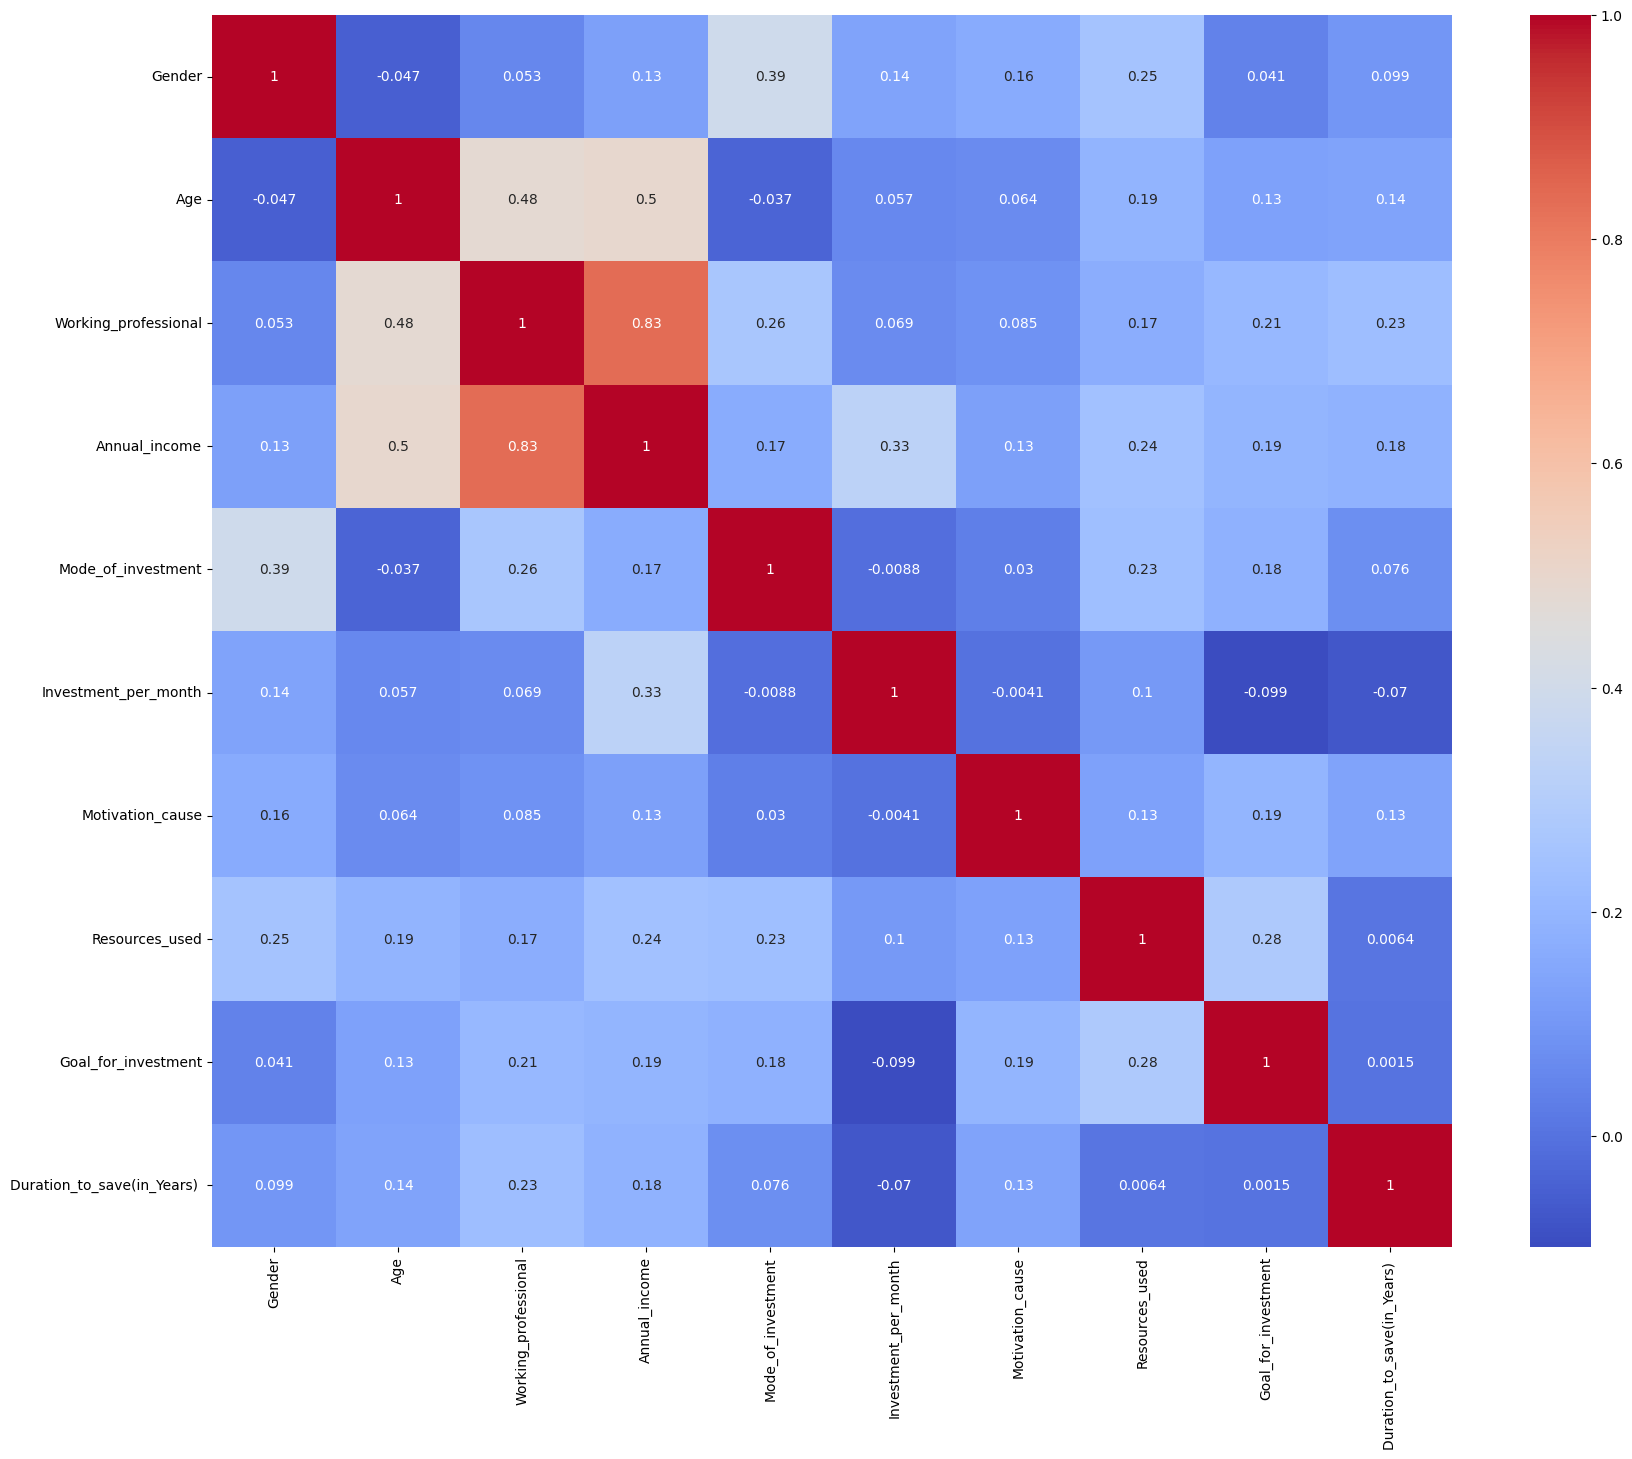 1.0
Gender 1 -0.047 0.053 0.13 0.39 0.14 0.16 0.25 0.041 0.099
Age -0.047 1 0.48 0.5 -0.037 0.057 0.064 0.19 0.13 0.14
0.8
Working_professional 0.053 0.48 1 0.83 0.26 0.069 0.085 0.17 0.21 0.23
Annual_income 0.13 0.5 0.83 1 0.17 0.33 0.13 0.24 0.19 0.18
0.6
Mode_of_investment 0.39 -0.037 0.26 0.17 1 -0.0088 0.03 0.23 0.18 0.076
0.4
Investment_per_month 0.14 0.057 0.069 0.33 -0.0088 1 -0.0041 0.1 -0.099 -0.07
Motivation_cause 0.16 0.064 0.085 0.13 0.03 -0.0041 1 0.13 0.19 0.13
0.2
Resources_used 0.25 0.19 0.17 0.24 0.23 0.1 0.13 1 0.28 0.0064
Goal_for_investment 0.041 0.13 0.21 0.19 0.18 -0.099 0.19 0.28 1 0.0015
0.0
Duration_to_save(in_Years) 0.099 0.14 0.23 0.18 0.076 -0.07 0.13 0.0064 0.0015 1
Gender
Age
Working_professional
Annual_income
Mode_of_investment
Investment_per_month
Motivation_cause
Resources_used
Goal_for_investment
Duration_to_save(in_Years)